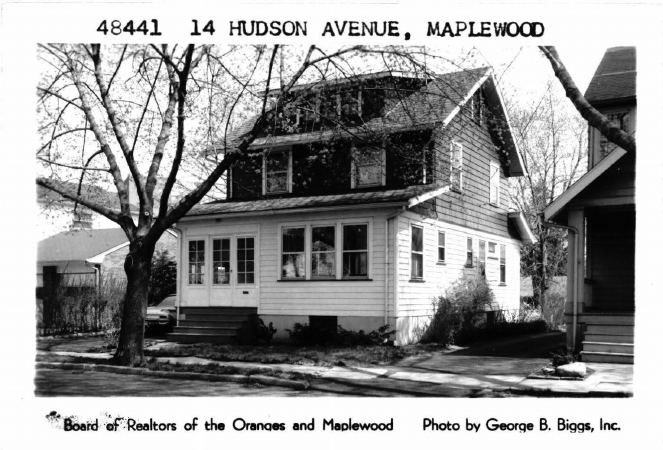 48441 14 HUDSON AVENUE, MAPLEWOOD
Board of Realtors of the Oranges and Maplewood Photo by George B. Biggs, Inc.